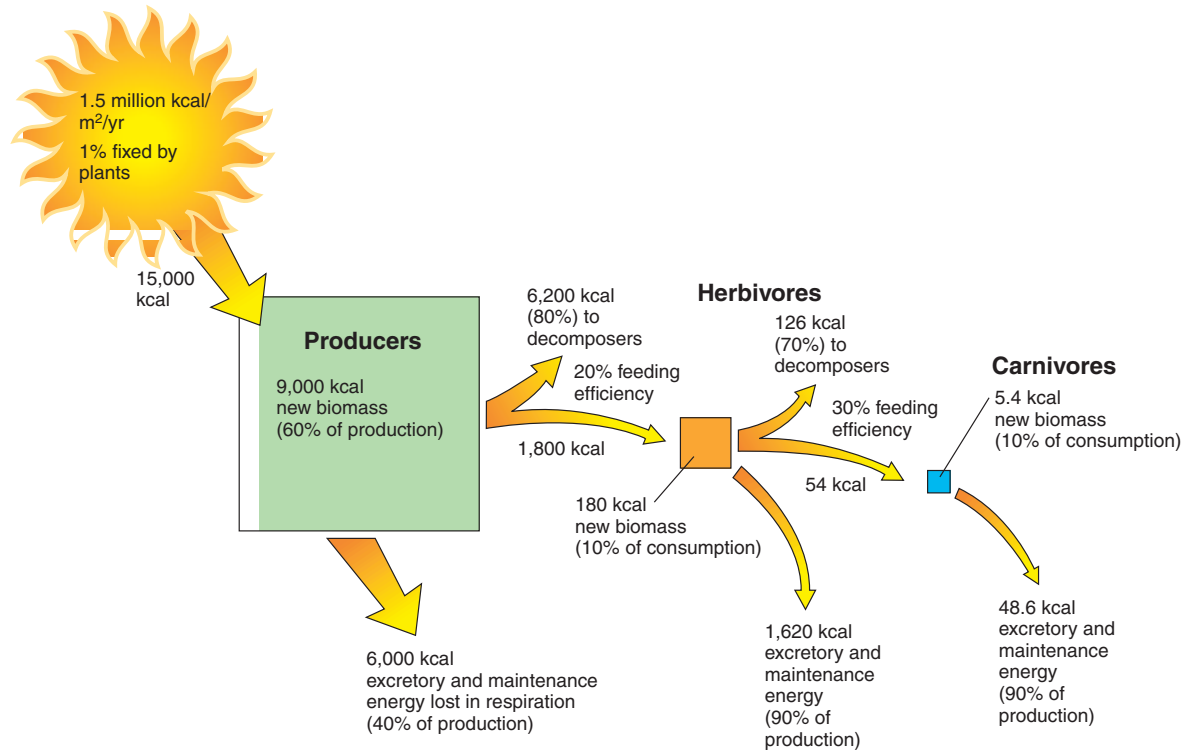 1.5 million kcal/
m²/yr
1% fixed by
plants
15,000
kcal
Producers
9,000 kcal
new biomass
(60% of production)
6,000 kcal
excretory and maintenance
energy lost in respiration
(40% of production)
6,200 kcal
(80%) to
decomposers
20% feeding
efficiency
1,800 kcal
Herbivores
180 kcal
new biomass
(10% of consumption)
126 kcal
(70%) to
decomposers
30% feeding
efficiency
54 kcal
1,620 kcal
excretory and
maintenance
energy
(90% of
production)
Carnivores
5.4 kcal
new biomass
(10% of consumption)
48.6 kcal
excretory and
maintenance
energy
(90% of
production)